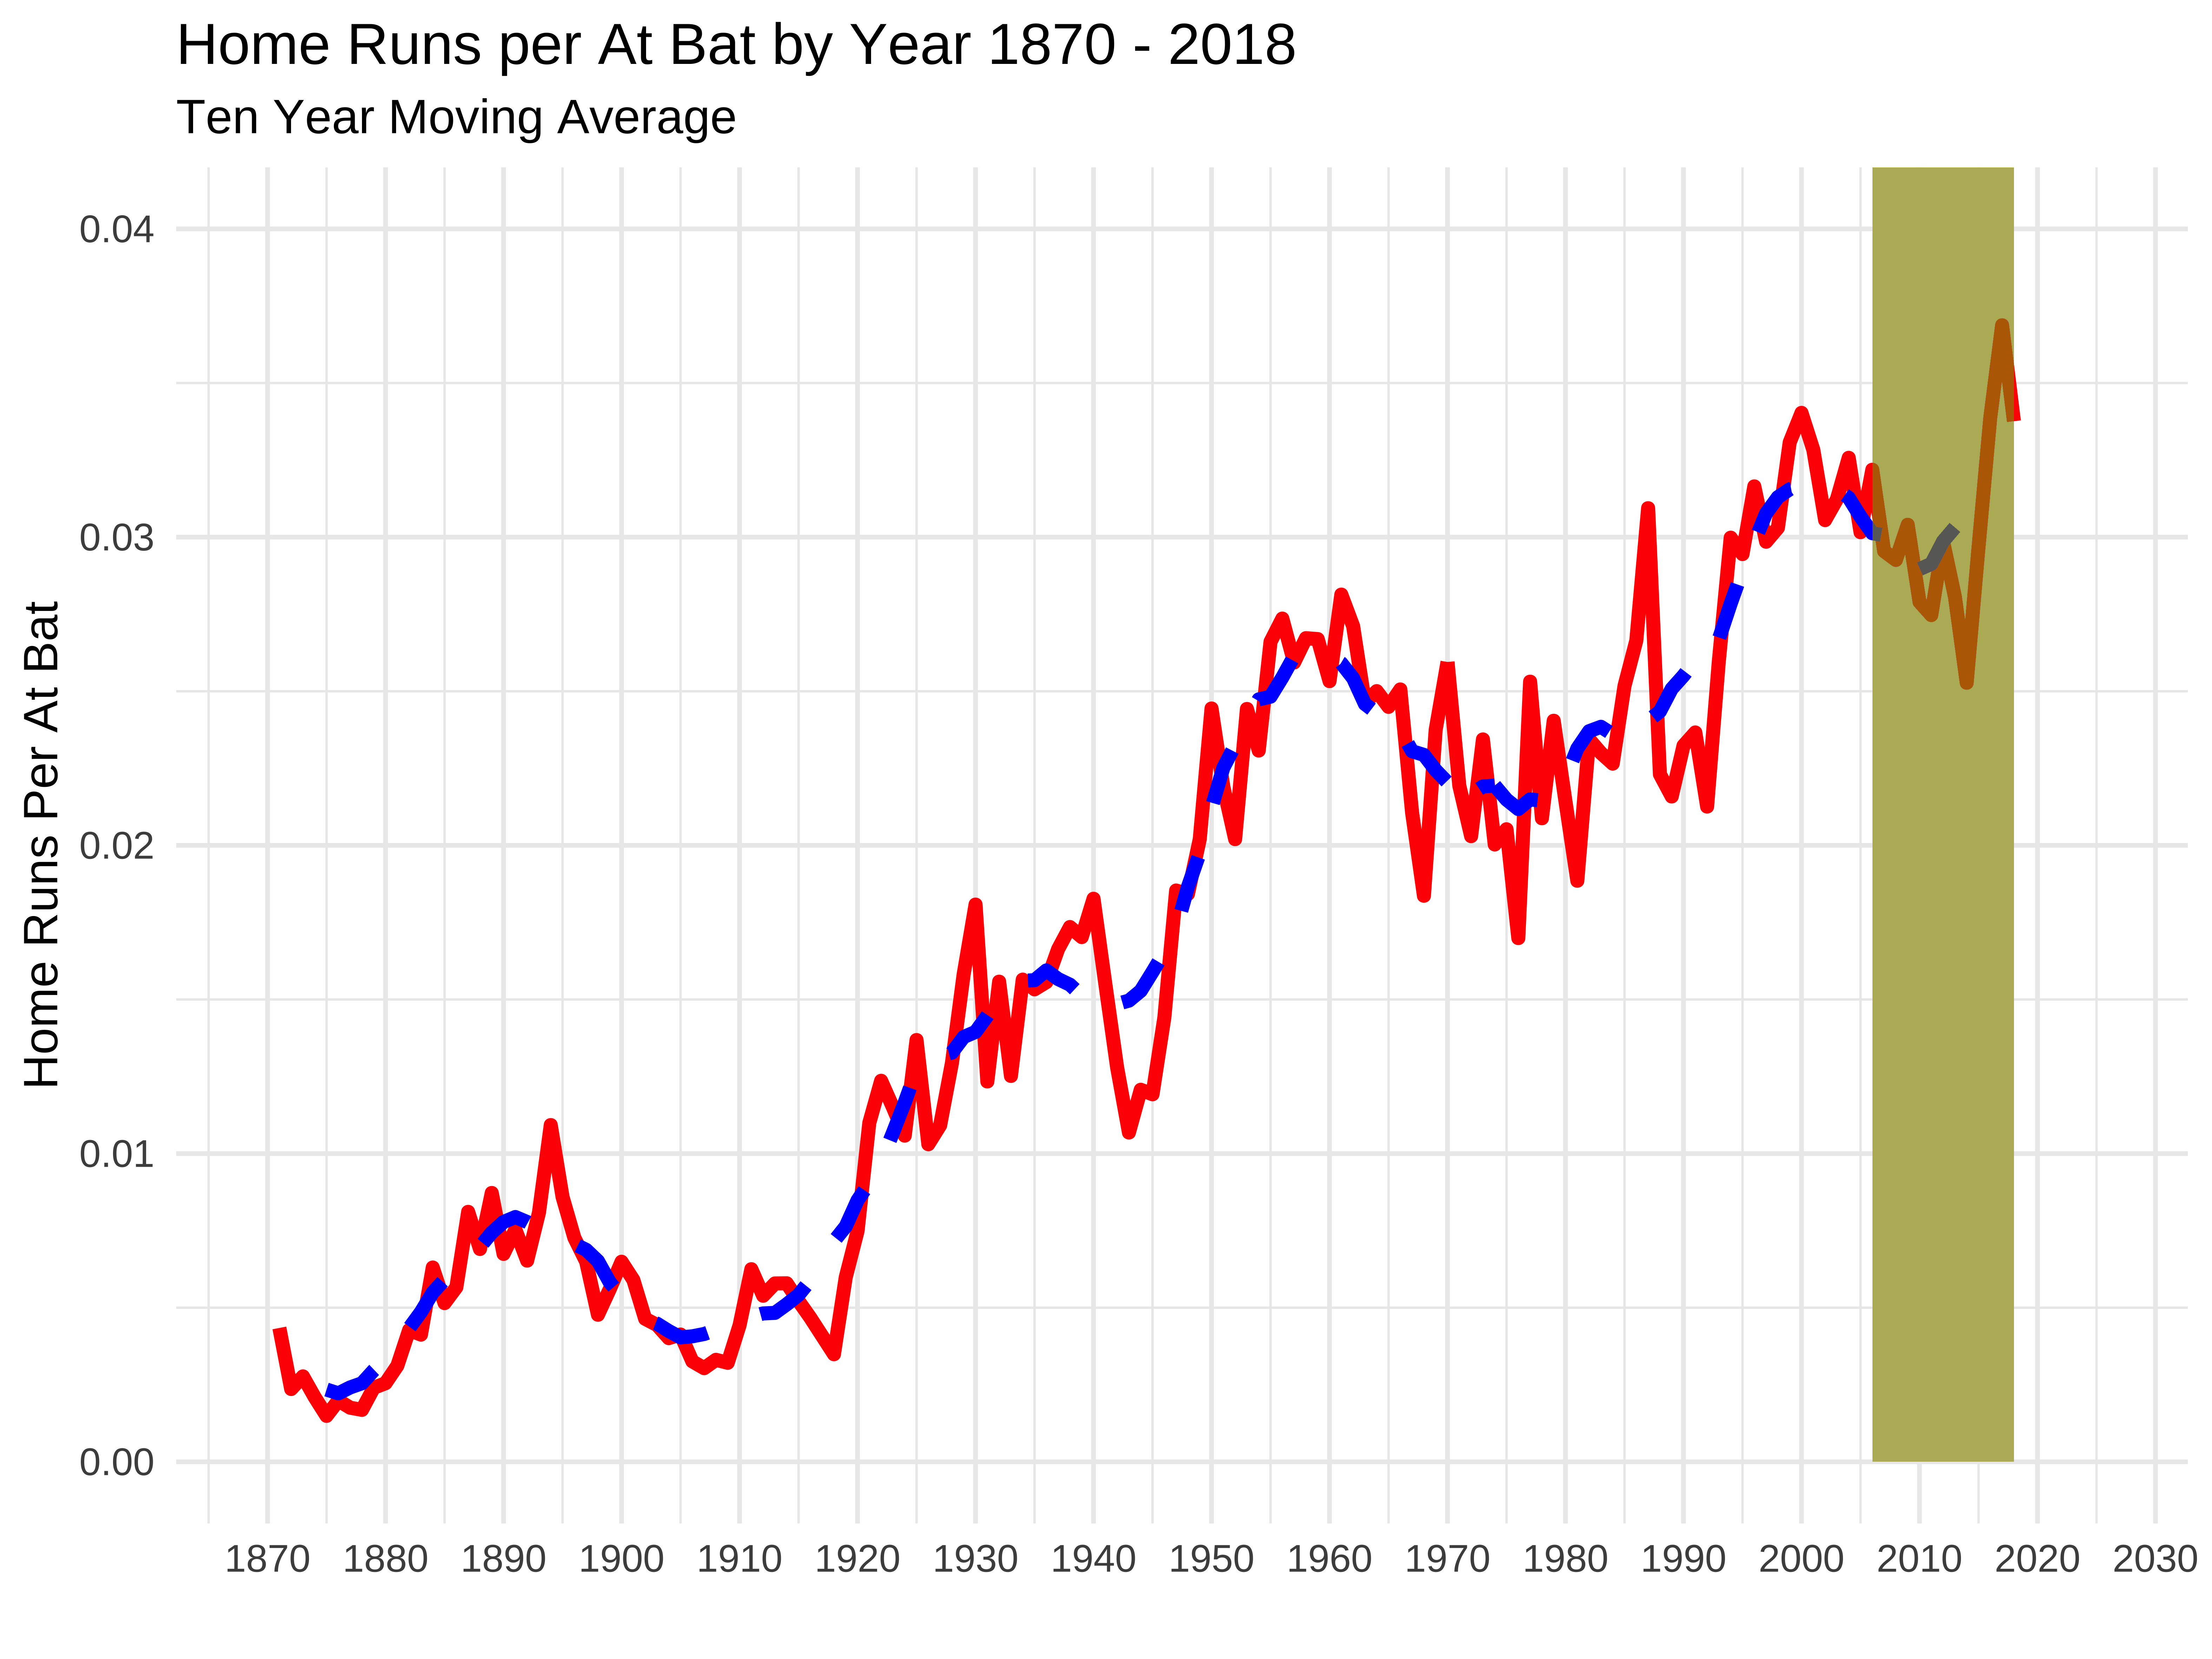 Home Runs per At Bat by Year 1870 - 2018
Ten Year Moving Average
Home Runs Per At Bat
0.04
0.03
0.02
0.01
0.00
1870 1880 1890 1900 1910 1920 1930 1940 1950 1960 1970 1980 1990 2000 2010 2020 2030